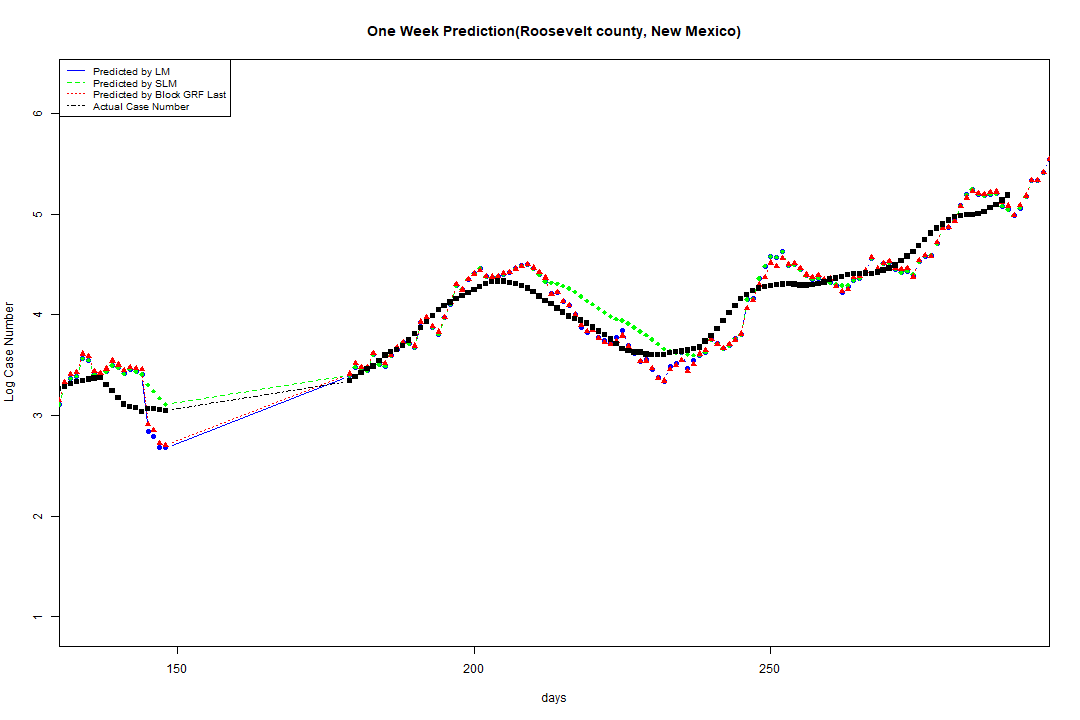 One Week Prediction(Roosevelt county, New Mexico)
Predicted by LM
Predicted by SLM
Predicted by Block GRF Last
Actual Case Number
6
5
4
3
2
1
Log Case Number
150 200 250
days